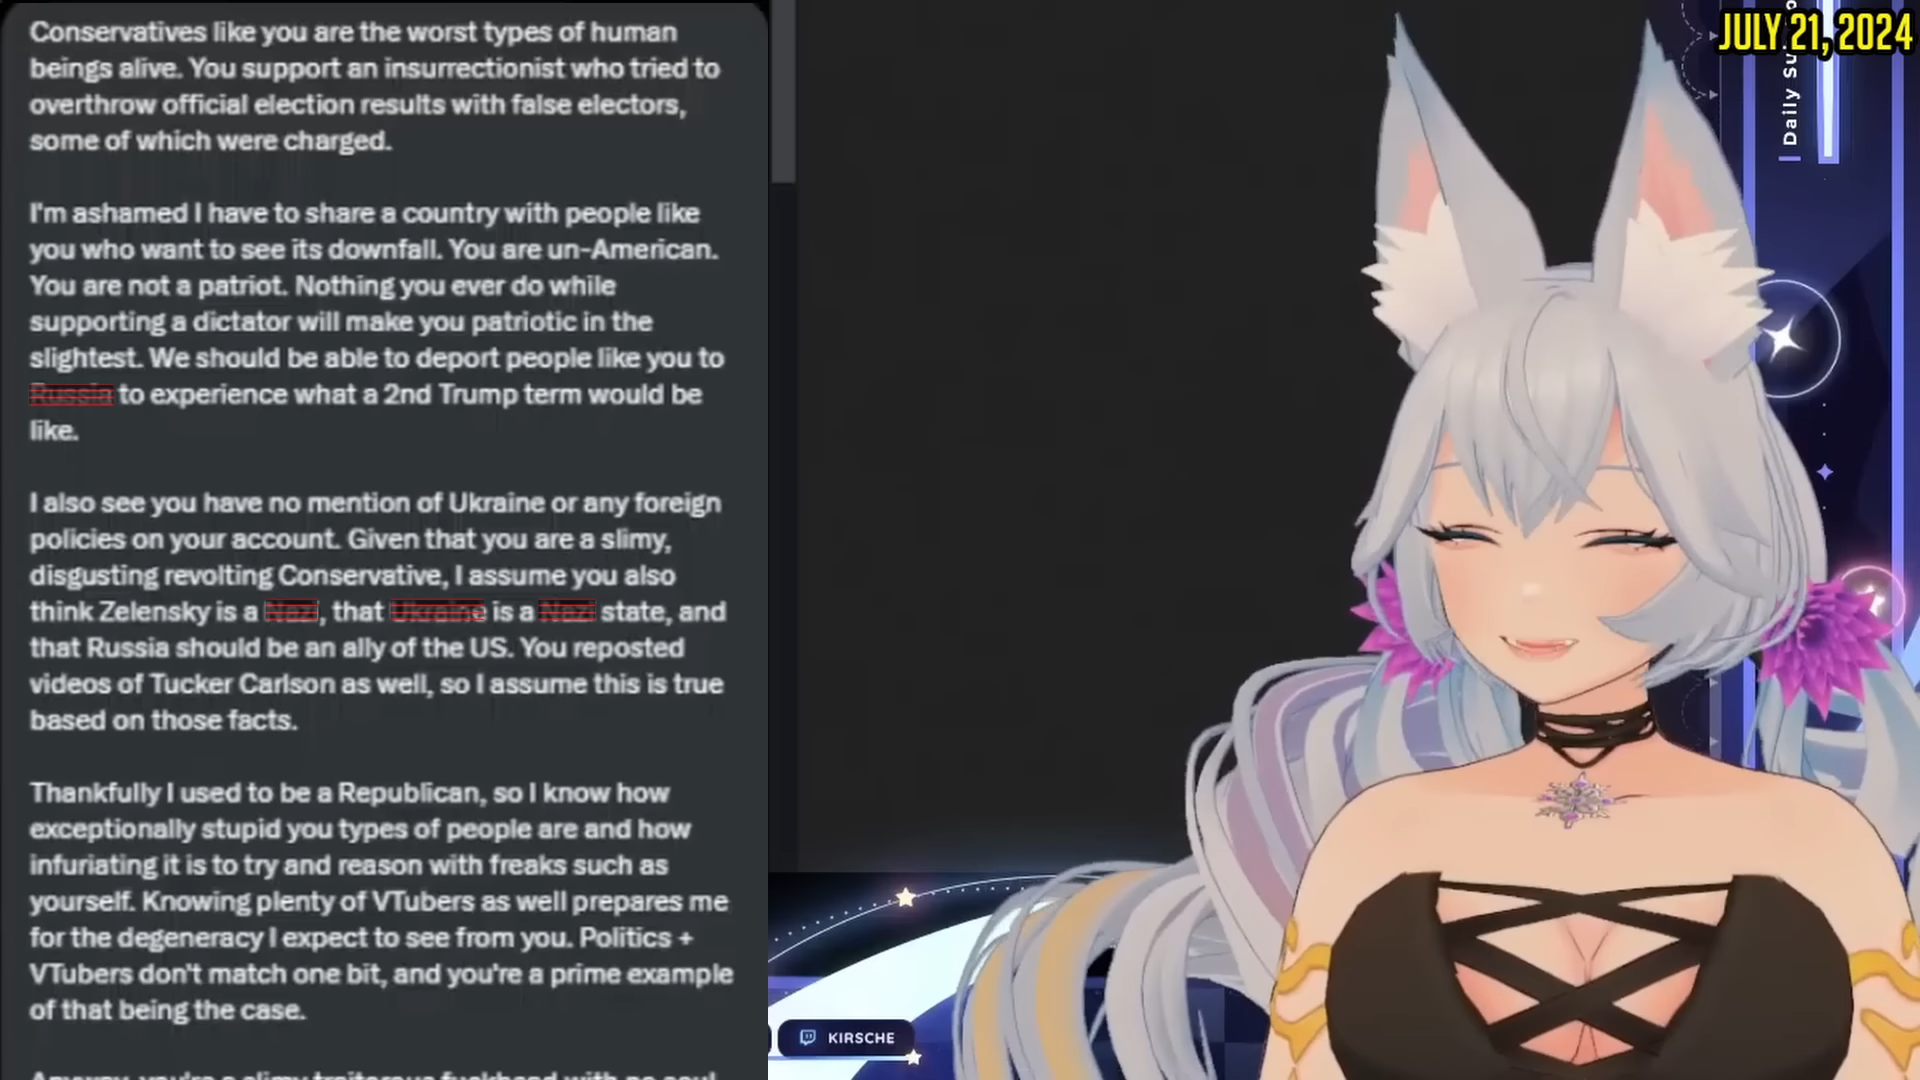 Conservatives like you are the worst types of human
beings alive. You support an insurrectionist who tried to
overthrow official election results with false electors,
some of which were charged.
I'm ashamed I have to share a country with people like
you who want to see its downfall. You are un-American.
You are not a patriot. Nothing you ever do while
supporting a dictator will make you patriotic in the
slightest. We should be able to deport people like you to
Russia to experience what a 2nd Trump term would be
like.
I also see you have no mention of Ukraine or any foreign
policies on your account. Given that you are a slimy,
disgusting revolting Conservative, I assume you also
think Zelensky is a Nazi, that Ukraine is a Nazi state, and
that Russia should be an ally of the US. You reposted
videos of Tucker Carlson as well, so I assume this is true
based on those facts.
Thankfully I used to be a Republican, so I know how
exceptionally stupid you types of people are and how
infuriating it is to try and reason with freaks such as
yourself. Knowing plenty of VTubers as well prepares me
for the degeneracy I expect to see from you. Politics +
VTubers don't match one bit, and you're a prime example
of that being the case.
Anyway, you're a slimy traitorous fuckhead with no soul
JULY 21, 2024
Daily Su
KIRSCHE